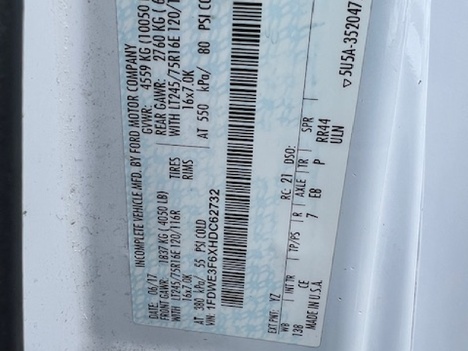 INCOMPLETE VEHICLE MFD. BY FORD MOTOR COMPANY
DATE: 06/17 GVWR: 4559 KG (10050
FRONT GAWR: 1837 KG (4050 LB) REAR GAWR: 2760 KG (6
WITH LT245/75R16E 120/116R TIRES WITH LT245/75R16E 120/1
16x7.0K RIMS 16x7.0K
AT 380 kPa/ 55 PSI COLD AT 550 kPa/ 80 PSI CO
VIN: 1FDWE3F6XHDC62732
EXT PNT: YZ RC: 21 DSO:
WB INT TR TP/PS R AXLE TR SPR
138 CE 7 E8 P RR44
MADE IN U.S.A. ULN
▽5U5A-352047